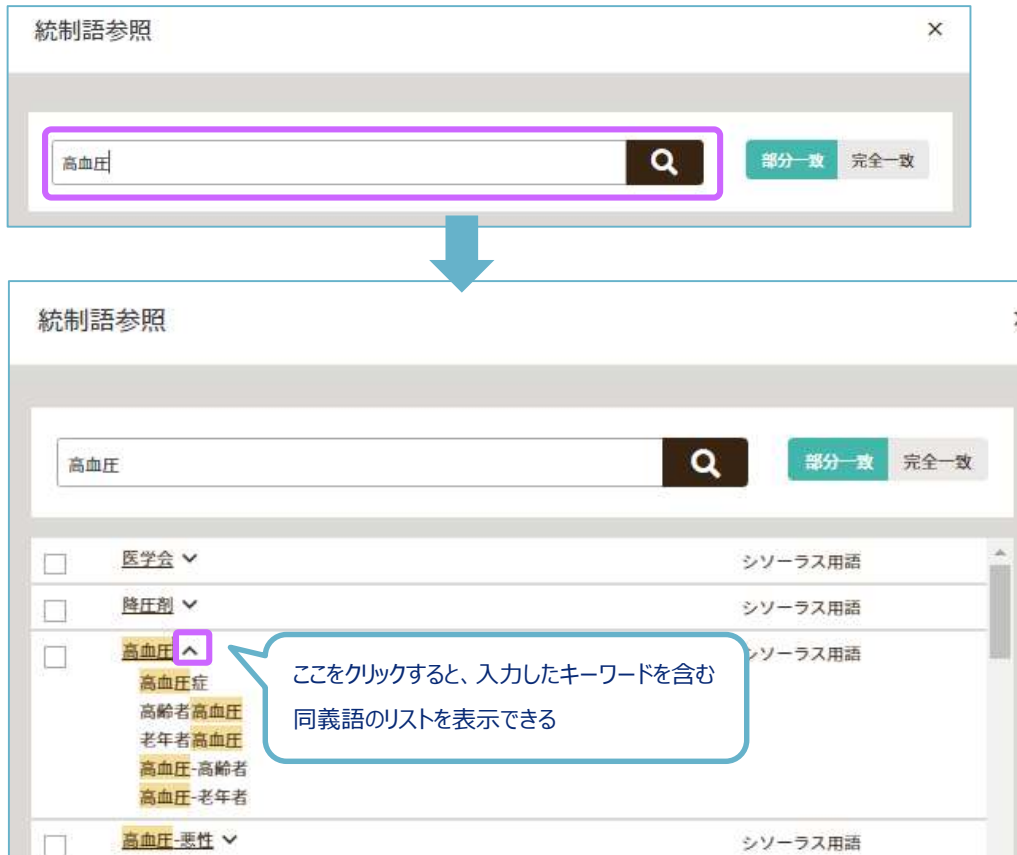 統制語参照 ×
高血圧 部分一致 完全一致
統制語参照
高血圧 部分一致 完全一致
医学会 シソーラス用語
降圧剤 シソーラス用語
高血圧 シソーラス用語
高血圧症
高齢者高血圧
老年者高血圧
高血圧-高齢者
高血圧-老年者
ここをクリックすると、入力したキーワードを含む
同義語のリストを表示できる
高血圧-悪性 シソーラス用語